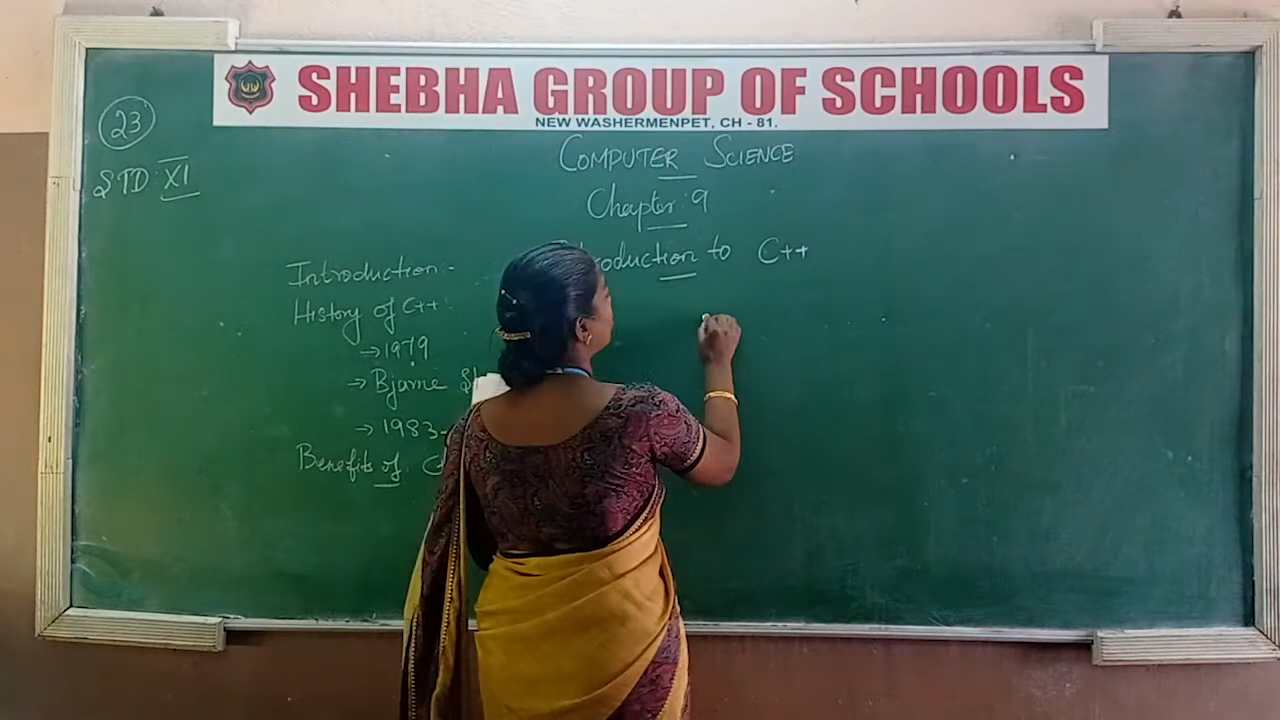 SHEBHA GROUP OF SCHOOLS
NEW WASHERMENPET, CH - 81.
23
STD: XI
COMPUTER SCIENCE
Chapter: 9
to C++
Introduction -
History of C++:
→ 1979
→ Bjarne
→ 1983-
Benefits of